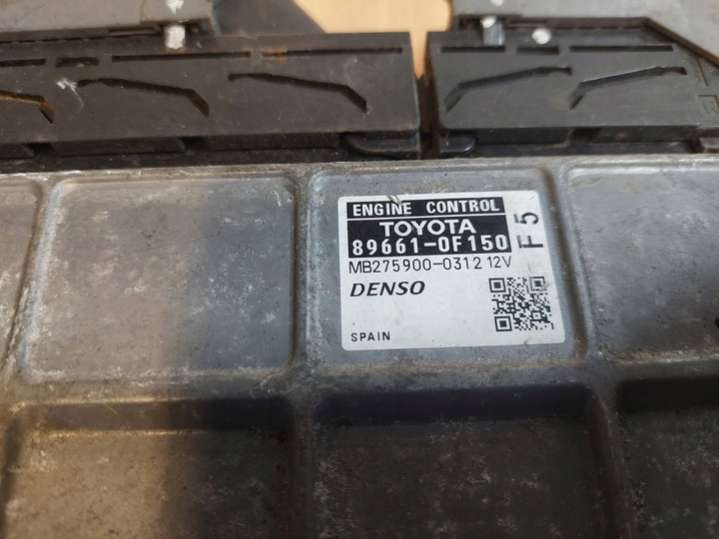 ENGINE CONTROL
TOYOTA
89661-0F150
MB275900-0312 12V
F5
DENSO
SPAIN